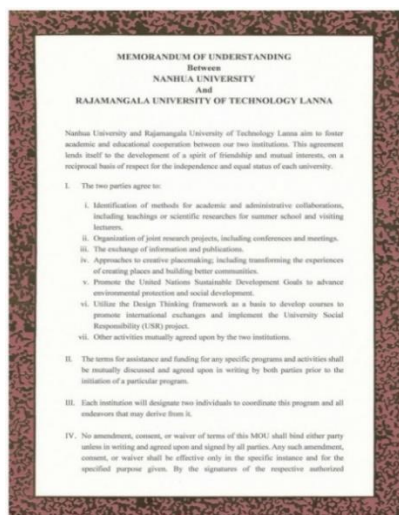 MEMORANDUM OF UNDERSTANDING
Between
NANHUA UNIVERSITY
And
RAJAMANGALA UNIVERSITY OF TECHNOLOGY LANNA
Nanhua University and Rajamangala University of Technology Lanna aim to foster
academic and educational cooperation between our two institutions. This agreement
lends itself to the development of a spirit of friendship and mutual interests, on a
reciprocal basis of respect for the independence and equal status of each university.
I. The two parties agree to:
i. Identification of methods for academic and administrative collaborations,
including teachings or scientific researches for summer school and visiting
lecturers.
ii. Organization of joint research projects, including conferences and meetings.
iii. The exchange of information and publications.
iv. Approaches to creative placemaking; including transforming the experiences
of creating places and building better communities.
v. Promote the United Nations Sustainable Development Goals to advance
environmental protection and social development.
vi. Utilize the Design Thinking framework as a basis to develop courses to
promote international exchanges and implement the University Social
Responsibility (USR) project.
vii. Other activities mutually agreed upon by the two institutions.
II. The terms for assistance and funding for any specific programs and activities shall
be mutually discussed and agreed upon in writing by both parties prior to the
initiation of a particular program.
III. Each institution will designate two individuals to coordinate this program and all
endeavors that may derive from it.
IV. No amendment, consent, or waiver of terms of this MOU shall bind either party
unless in writing and agreed upon and signed by all parties. Any such amendment,
consent, or waiver shall be effective only in the specific instance and for the
specified purpose given. By the signatures of the respective authorized